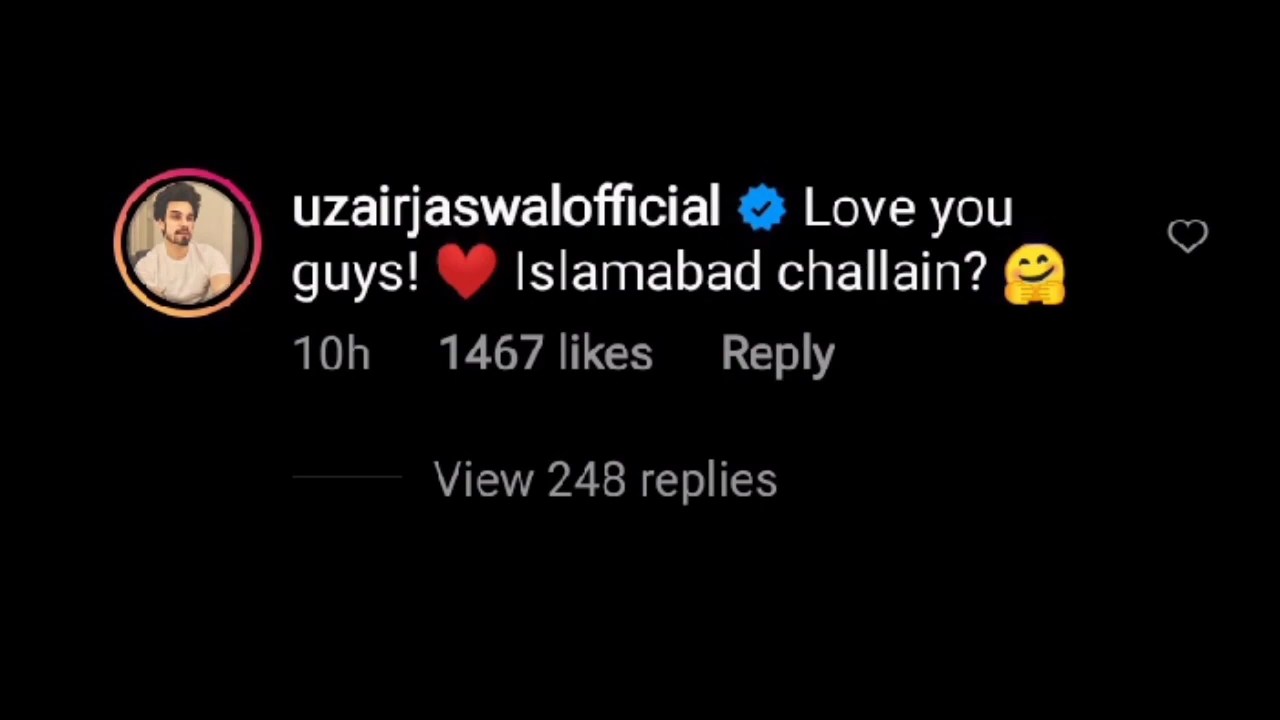 uzairjaswalofficial Love you
guys! ❤️ Islamabad challain? 🤗
10h 1467 likes Reply
View 248 replies